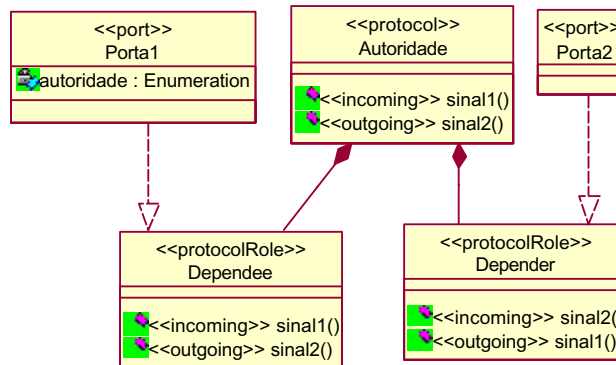 <<port>>
Porta1
autoridade : Enumeration
<<protocol>>
Autoridade
<<incoming>> sinal1()
<<outgoing>> sinal2()
<<port>
Porta2
<<protocolRole>>
Dependee
<<incoming>> sinal1()
<<outgoing>> sinal2()
<<protocolRole>>
Depender
<<incoming>> sinal2(
<<outgoing>> sinal1()